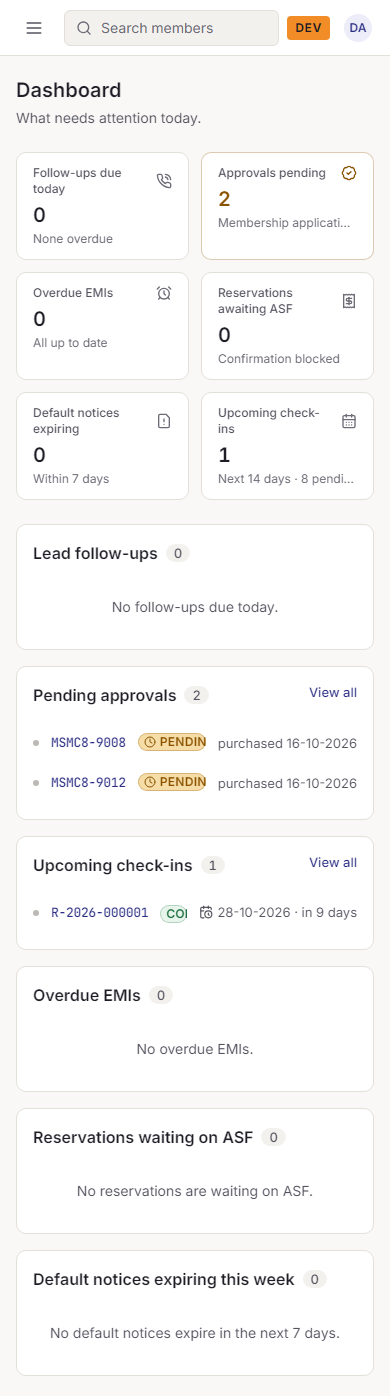 Search members
DEV
DA
Dashboard
What needs attention today.
Follow-ups due
today
0
None overdue
Approvals pending
2
Membership applicati...
Overdue EMIs
0
All up to date
Reservations
awaiting ASF
0
Confirmation blocked
Default notices
expiring
0
Within 7 days
Upcoming check-
ins
1
Next 14 days · 8 pendi...
Lead follow-ups 0
No follow-ups due today.
Pending approvals 2 View all
MSMC8-9008 PENDIN purchased 16-10-2026
MSMC8-9012 PENDIN purchased 16-10-2026
Upcoming check-ins 1 View all
R-2026-000001 COI 28-10-2026 · in 9 days
Overdue EMIs 0
No overdue EMIs.
Reservations waiting on ASF 0
No reservations are waiting on ASF.
Default notices expiring this week 0
No default notices expire in the next 7 days.